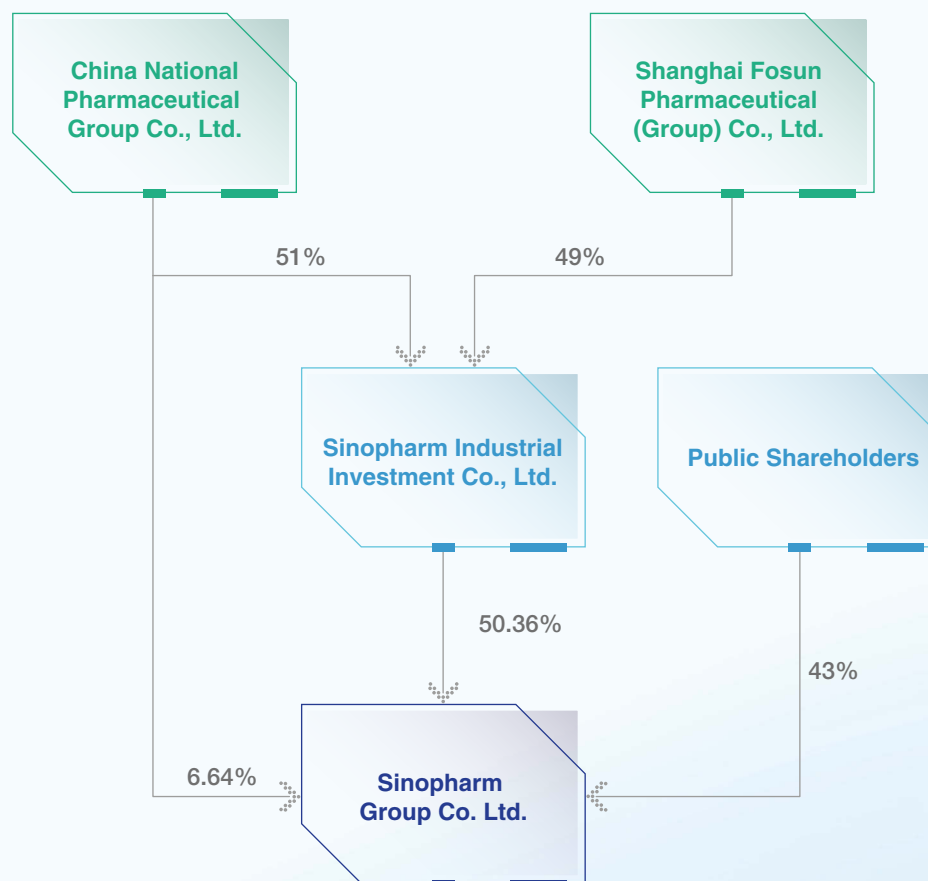 China National
Pharmaceutical
Group Co., Ltd.
Shanghai Fosun
Pharmaceutical
(Group) Co., Ltd.
51%
49%
Sinopharm Industrial
Investment Co., Ltd.
Public Shareholders
50.36%
43%
6.64%
Sinopharm
Group Co. Ltd.